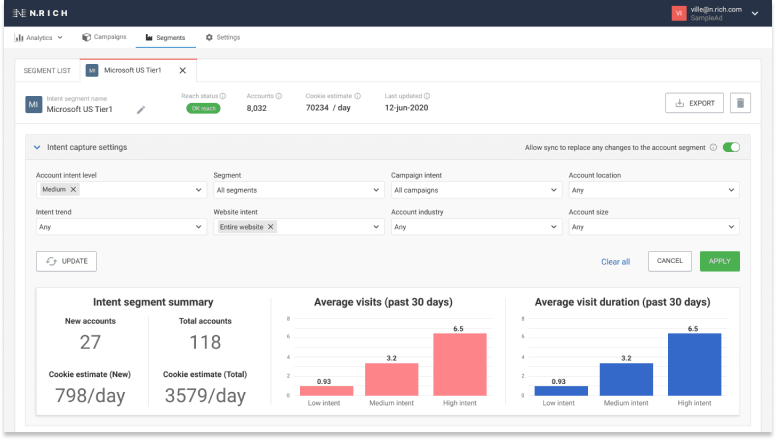 N.RICH
VI
ville@n.rich.com
SampleAd
Analytics
Campaigns
Segments
Settings
SEGMENT LIST
MI
Microsoft US Tier1
MI
Intent segment name
Microsoft US Tier1
Reach status
OK reach
Accounts
8,032
Cookie estimate
70234 / day
Last updated
12-jun-2020
EXPORT
Intent capture settings
Allow sync to replace any changes to the account segment
Account intent level
Segment
Campaign intent
Account location
Medium
All segments
All campaigns
Any
Intent trend
Website intent
Account industry
Account size
Any
Entire website
Any
Any
UPDATE
Clear all
CANCEL
APPLY
Intent segment summary
New accounts
Total accounts
27
118
Cookie estimate (New)
Cookie estimate (Total)
798/day
3579/day
Average visits (past 30 days)
8
6
4
2
0
0.93
3.2
6.5
Low intent
Medium intent
High intent
Average visit duration (past 30 days)
8
6
4
2
0
0.93
3.2
6.5
Low intent
Medium intent
High intent